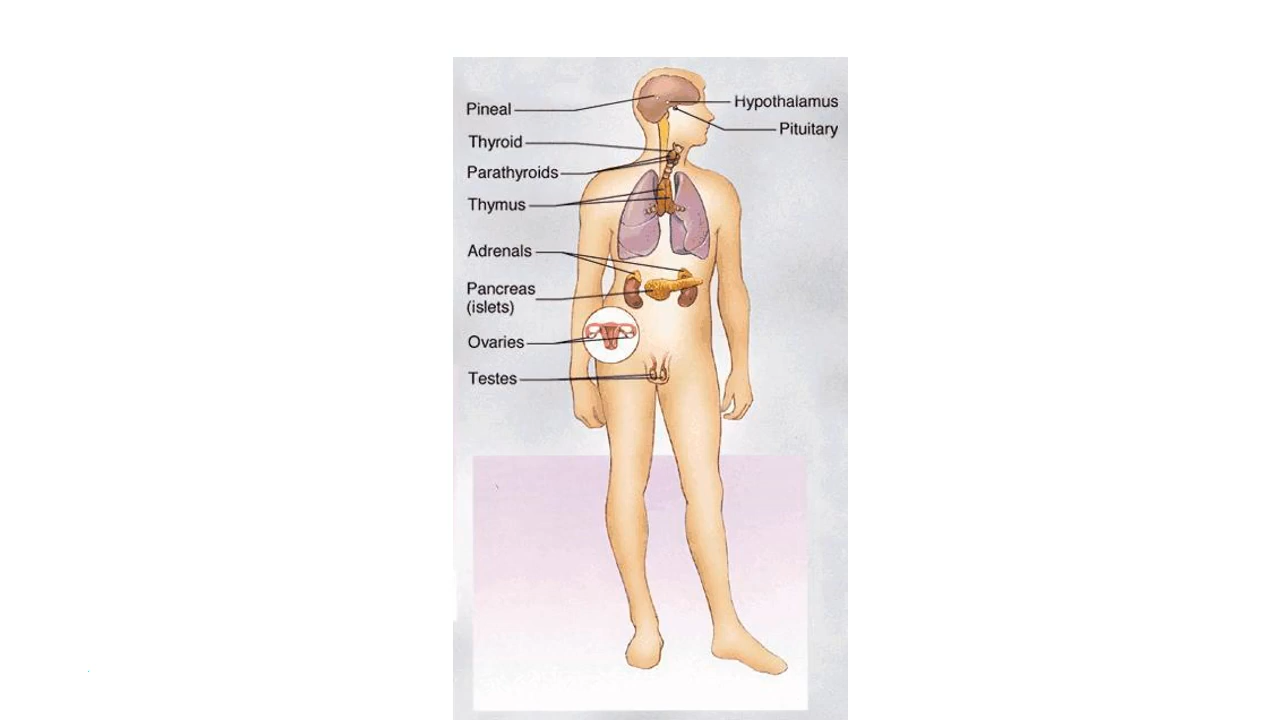 Pineal
Hypothalamus
Pituitary
Thyroid
Parathyroids
Thymus
Adrenals
Pancreas
(islets)
Ovaries
Testes